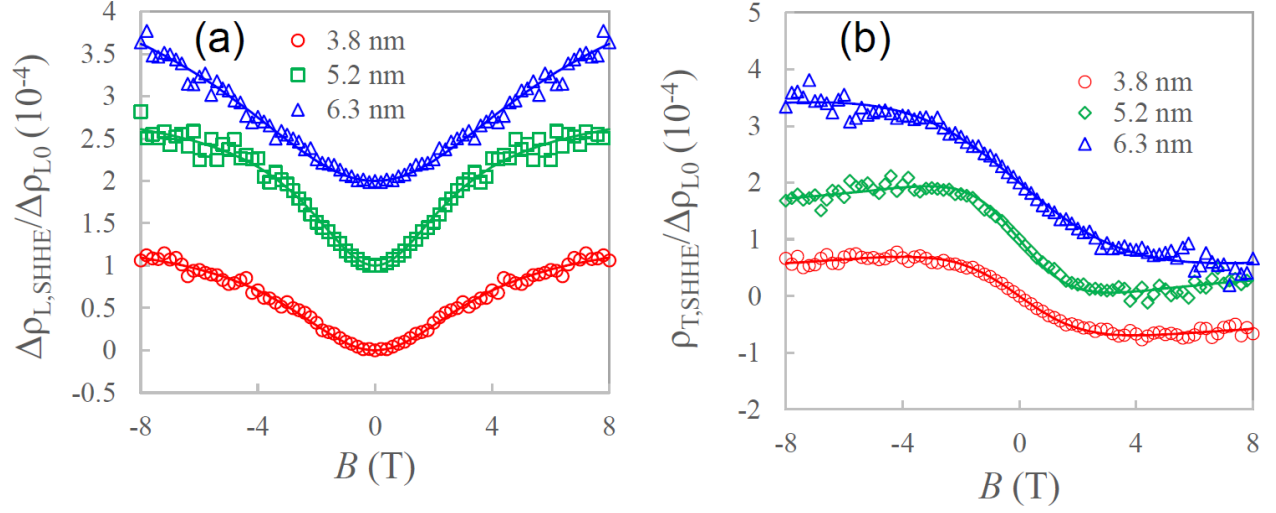 (a)
3.8 nm
5.2 nm
6.3 nm
ΔρL,SHHE/ΔρL0 (10-4)
4
3.5
3
2.5
2
1.5
1
0.5
0
-0.5
-8
-4
0
4
8
B (T)
(b)
3.8 nm
5.2 nm
6.3 nm
ρT,SHHE/ΔρL0 (10-4)
5
4
3
2
1
0
-1
-2
-8
-4
0
4
8
B (T)